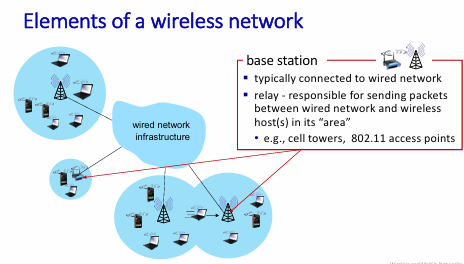 Elements of a wireless network
base station
▪ typically connected to wired network
▪ relay - responsible for sending packets
between wired network and wireless
host(s) in its “area”
• e.g., cell towers, 802.11 access points
wired network
infrastructure